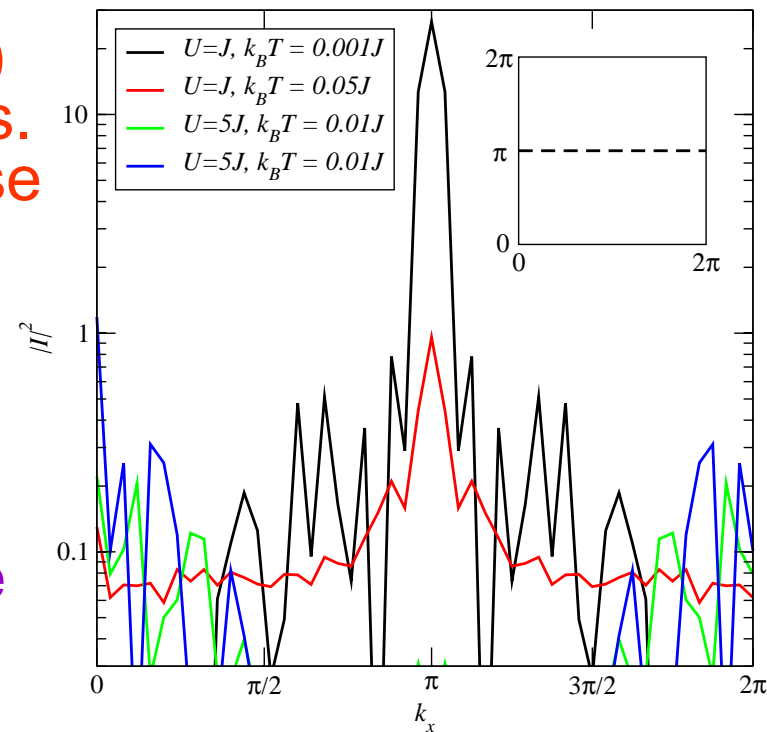 )
s.
se
e
U=J, k_BT = 0.001J
U=J, k_BT = 0.05J
U=5J, k_BT = 0.01J
U=5J, k_BT = 0.01J
2π
π
0
0 2π
10
1
0.1
|I|²
0 π/2 π 3π/2 2π
k_x